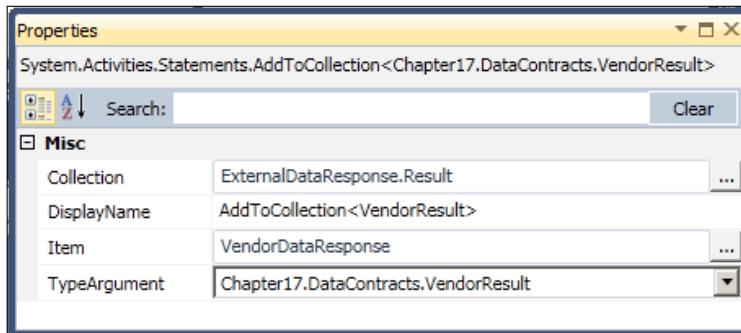 Properties
System.Activities.Statements.AddToCollection<Chapter17.DataContracts.VendorResult>
Search: Clear
Misc
Collection ExternalDataResponse.Result ...
DisplayName AddToCollection<VendorResult>
Item VendorDataResponse ...
TypeArgument Chapter17.DataContracts.VendorResult